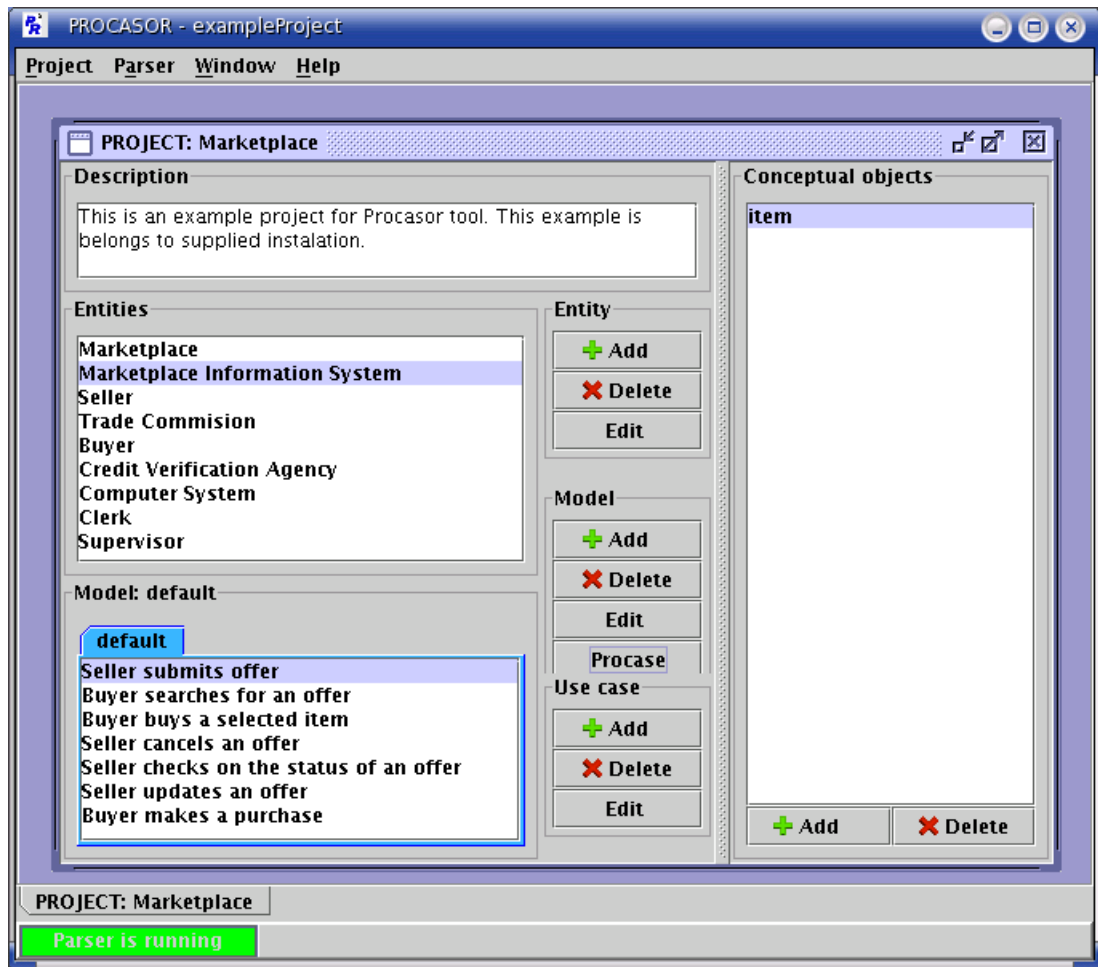 PROCASOR - exampleProject
Project Parser Window Help
PROJECT: Marketplace
Description
This is an example project for Procasor tool. This example is
belongs to supplied instalation.
Entities
Marketplace
Marketplace Information System
Seller
Trade Commision
Buyer
Credit Verification Agency
Computer System
Clerk
Supervisor
Entity
Add
Delete
Edit
Model: default
default
Seller submits offer
Buyer searches for an offer
Buyer buys a selected item
Seller cancels an offer
Seller checks on the status of an offer
Seller updates an offer
Buyer makes a purchase
Model
Add
Delete
Edit
Procase
Use case
Add
Delete
Edit
Conceptual objects
item
Add Delete
PROJECT: Marketplace
Parser is running